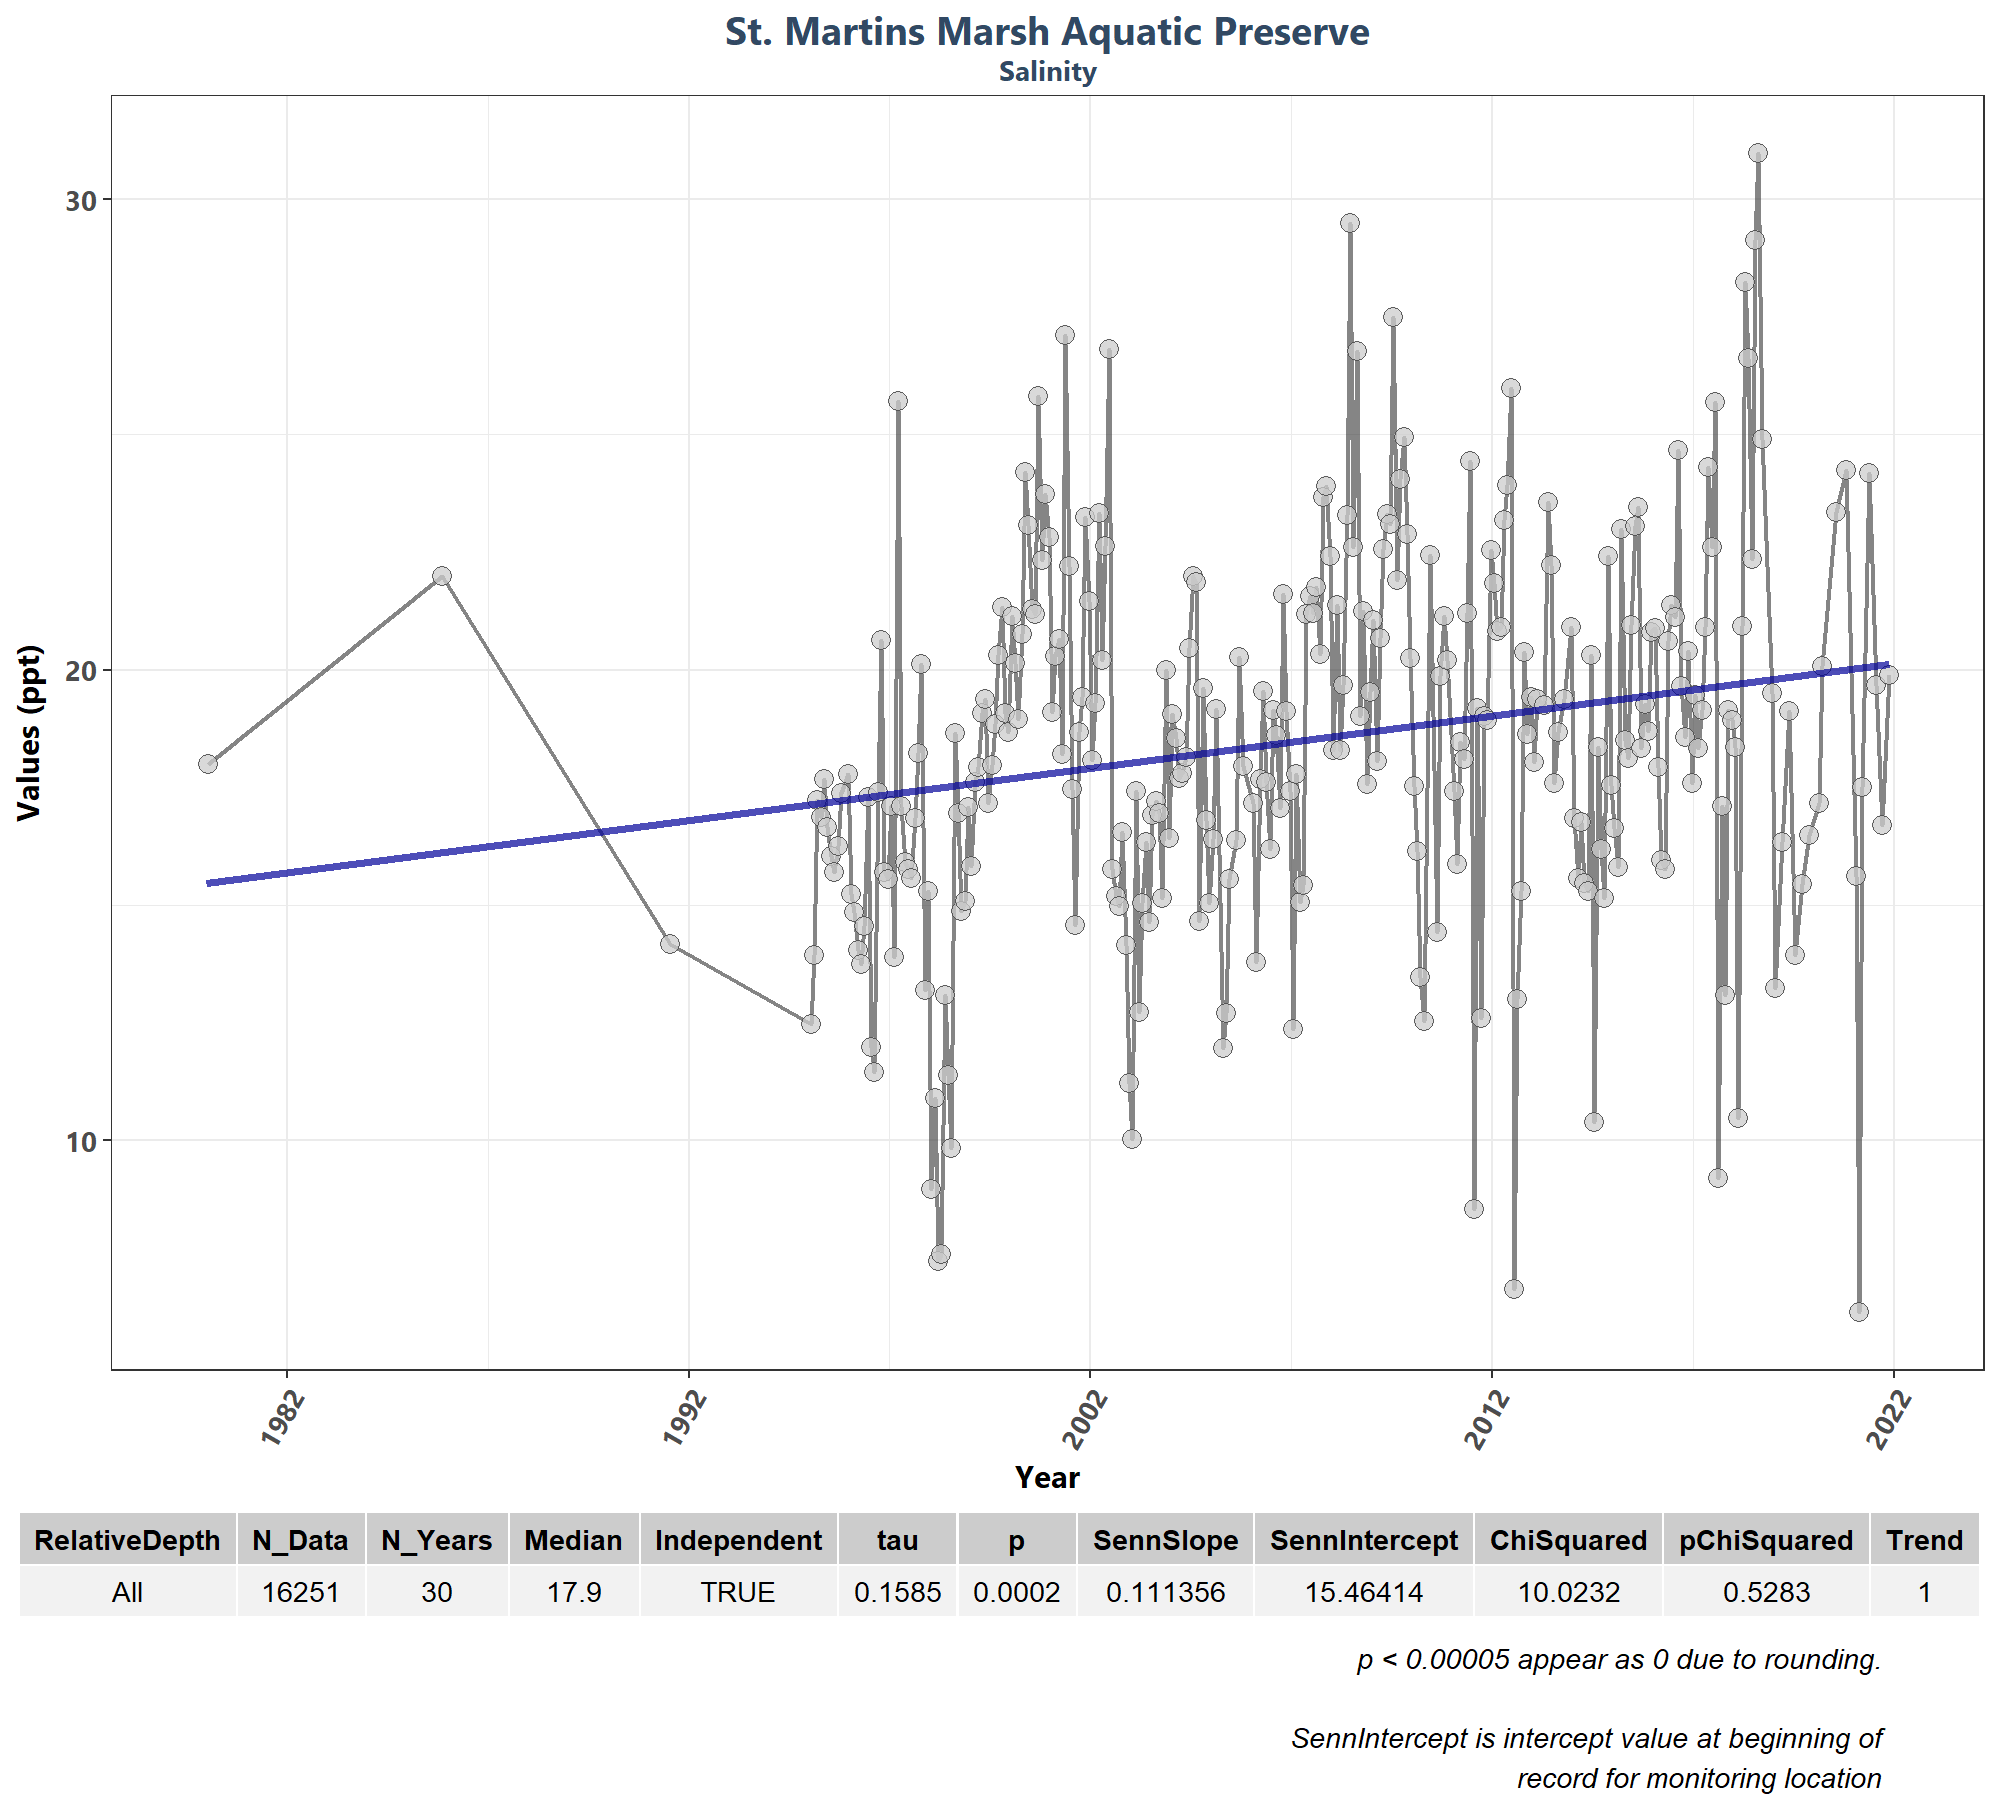 St. Martins Marsh Aquatic Preserve
Salinity
Values (ppt)
30
20
10
1982
1992
2002
2012
2022
Year
RelativeDepth N_Data N_Years Median Independent tau p SennSlope SennIntercept ChiSquared pChiSquared Trend
All 16251 30 17.9 TRUE 0.1585 0.0002 0.111356 15.46414 10.0232 0.5283 1
p < 0.00005 appear as 0 due to rounding.
SennIntercept is intercept value at beginning of
record for monitoring location